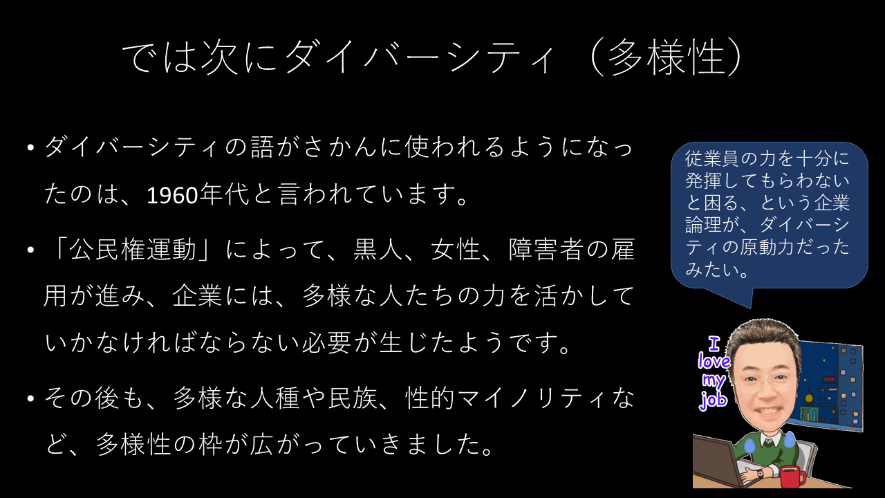 では次にダイバーシティ（多様性）
• ダイバーシティの語がさかんに使われるようになっ
たのは、1960年代と言われています。
• 「公民権運動」によって、黒人、女性、障害者の雇
用が進み、企業には、多様な人たちの力を活かして
いかなければならない必要が生じたようです。
• その後も、多様な人種や民族、性的マイノリティな
ど、多様性の枠が広がっていきました。
従業員の力を十分に
発揮してもらわない
と困る、という企業
論理が、ダイバーシ
ティの原動力だった
みたい。
I
love
my
job